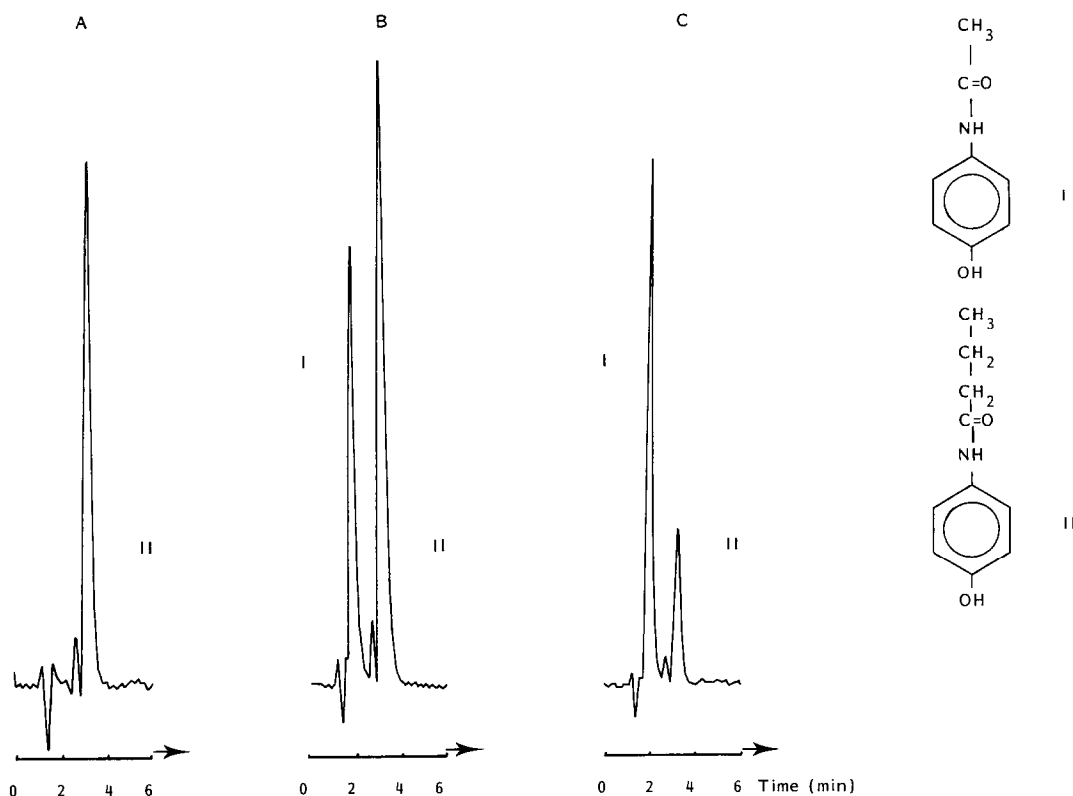 A
B
C
CH3
C=O
NH
OH
I
CH3
CH2
CH2
C=O
NH
OH
II
II
I
II
I
II
0 2 4 6
0 2 4 6
0 2 4 6 Time (min)